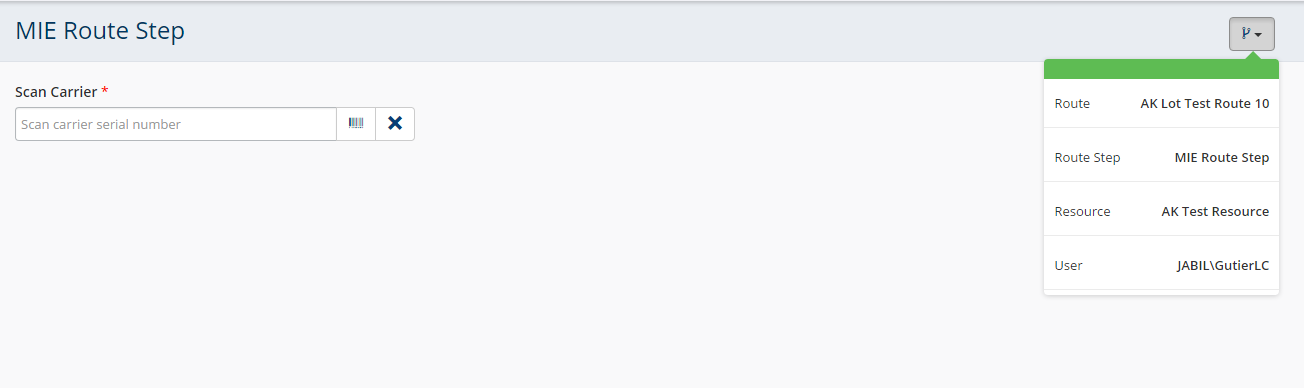 MIE Route Step
Scan Carrier *
Scan carrier serial number
Route AK Lot Test Route 10
Route Step MIE Route Step
Resource AK Test Resource
User JABIL\GutierLC